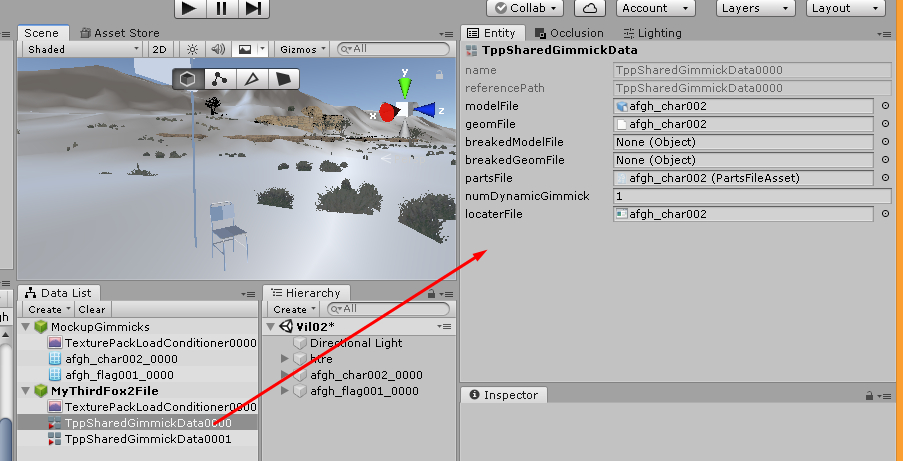 Collab
Account
Layers
Layout
Scene
Asset Store
Shaded
2D
Gizmos
All
y
x
z
Entity
Occlusion
Lighting
TppSharedGimmickData
name
TppSharedGimmickData0000
referencePath
TppSharedGimmickData0000
modelFile
afgh_char002
geomFile
afgh_char002
breakedModelFile
None (Object)
breakedGeomFile
None (Object)
partsFile
afgh_char002 (PartsFileAsset)
numDynamicGimmick
1
locaterFile
afgh_char002
Data List
Create
Clear
MockupGimmicks
TexturePackLoadConditioner0000
afgh_char002_0000
afgh_flag001_0000
MyThirdFox2File
TexturePackLoadConditioner0000
TppSharedGimmickData0000
TppSharedGimmickData0001
Hierarchy
Create
All
Vil02*
Directional Light
htre
afgh_char002_0000
afgh_flag001_0000
Inspector